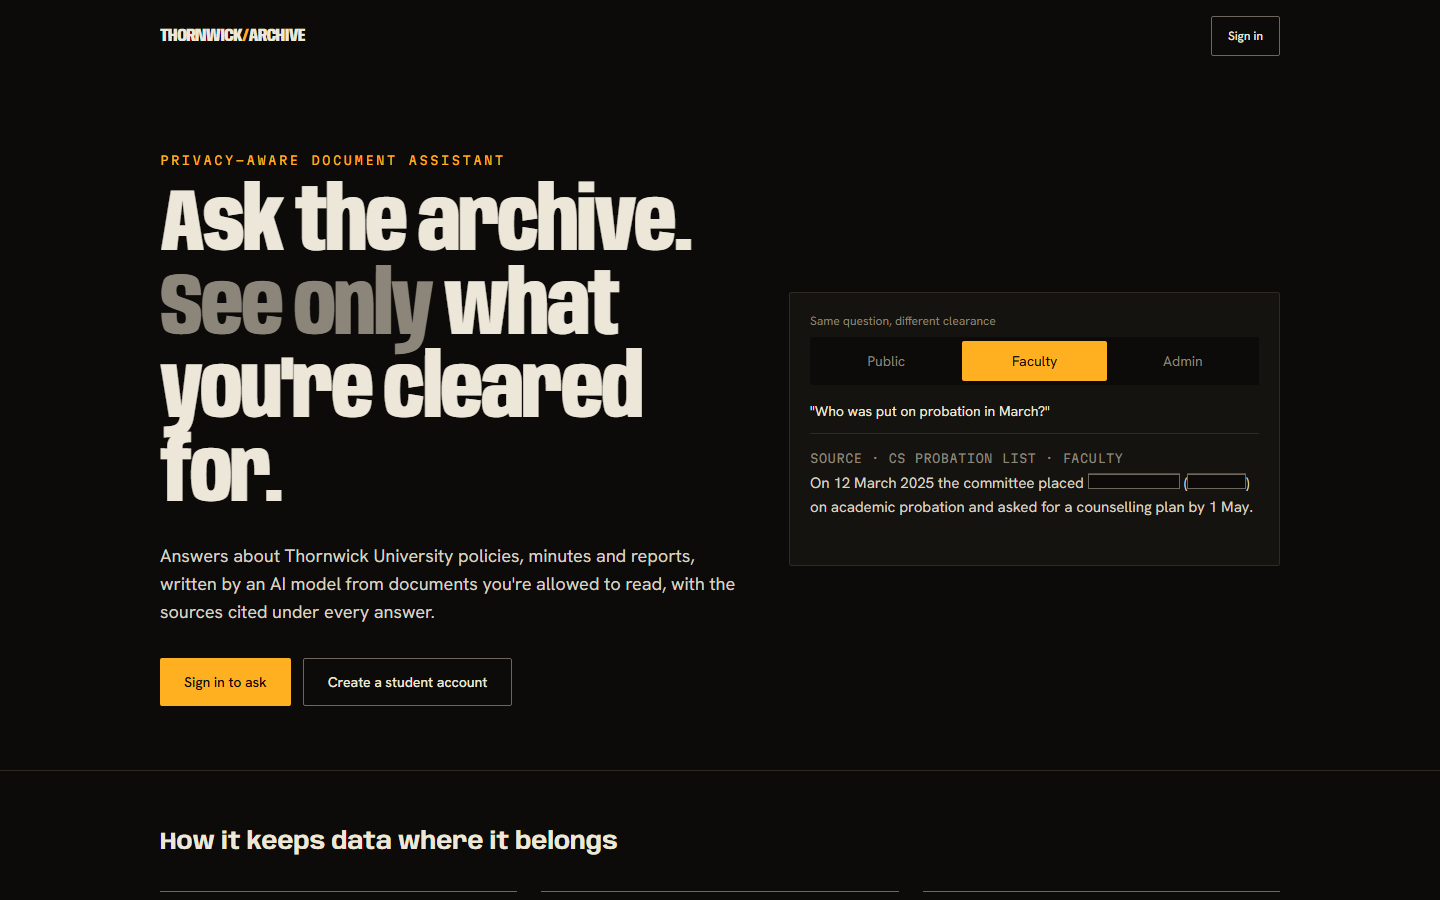 THORNWICK/ARCHIVE
Sign in
PRIVACY-AWARE DOCUMENT ASSISTANT
Ask the archive.
See only what
you're cleared
for.
Answers about Thornwick University policies, minutes and reports,
written by an AI model from documents you're allowed to read, with the
sources cited under every answer.
Sign in to ask
Create a student account
Same question, different clearance
Public
Faculty
Admin
"Who was put on probation in March?"
SOURCE · CS PROBATION LIST · FACULTY
On 12 March 2025 the committee placed ( )
on academic probation and asked for a counselling plan by 1 May.
How it keeps data where it belongs